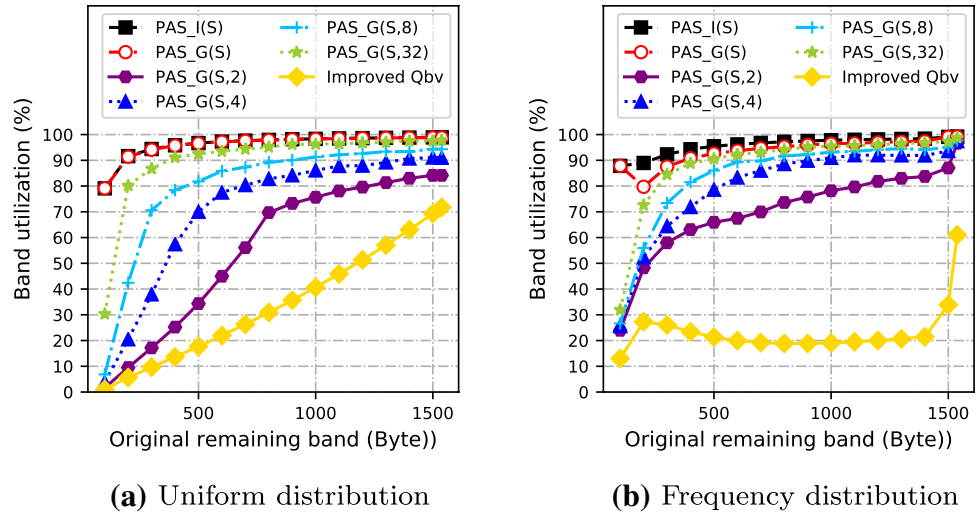 PAS_I(S)
PAS_G(S)
PAS_G(S,2)
PAS_G(S,4)
PAS_G(S,8)
PAS_G(S,32)
Improved Qbv
Band utilization (%)
100
90
80
70
60
50
40
30
20
10
0
500
1000
1500
Original remaining band (Byte))
(a) Uniform distribution
PAS_I(S)
PAS_G(S)
PAS_G(S,2)
PAS_G(S,4)
PAS_G(S,8)
PAS_G(S,32)
Improved Qbv
Band utilization (%)
100
90
80
70
60
50
40
30
20
10
0
500
1000
1500
Original remaining band (Byte))
(b) Frequency distribution